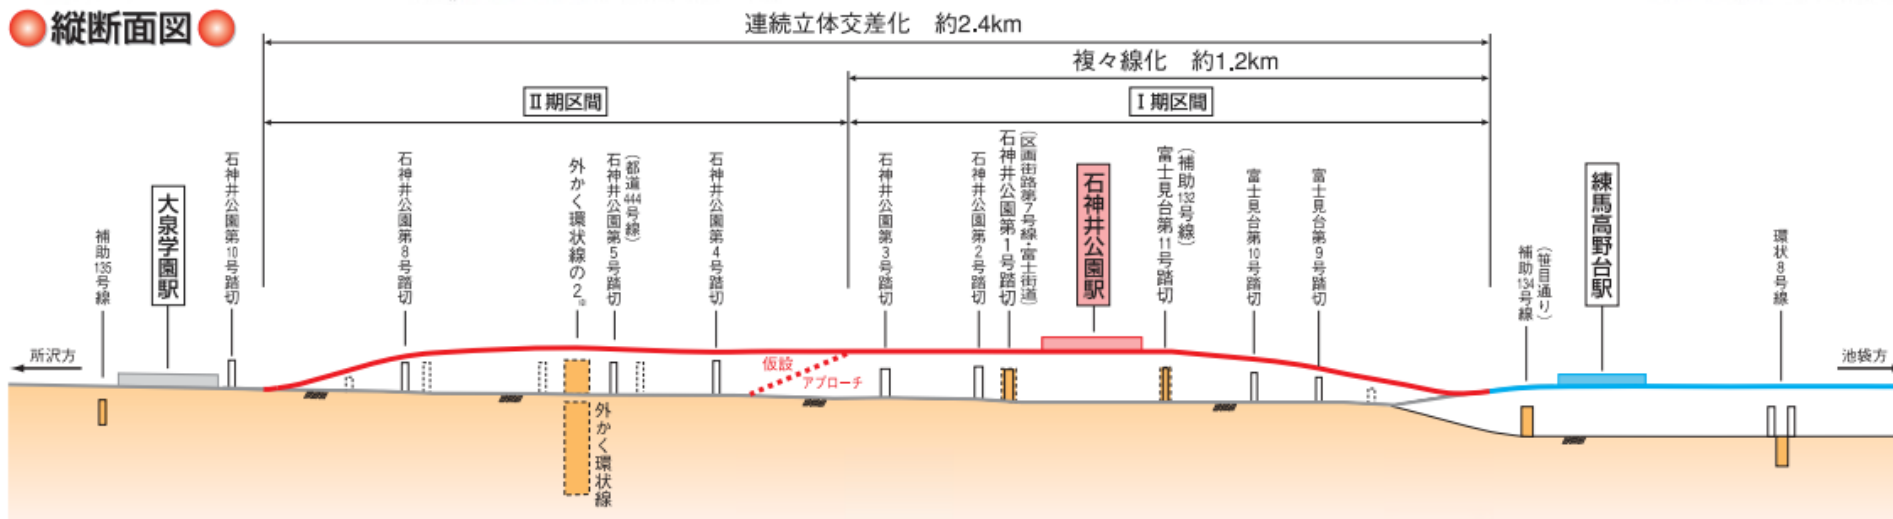 縦断面図
連続立体交差化 約2.4km
複々線化 約1.2km
Ⅱ期区間
Ⅰ期区間
補助135号線
大泉学園駅
石神井公園第10号踏切
石神井公園第8号踏切
外かく環状線の2
(都道444号線)
石神井公園第5号踏切
石神井公園第4号踏切
石神井公園第3号踏切
石神井公園第2号踏切
(区画街路第7号線・富士街道)
石神井公園第1号踏切
石神井公園駅
(補助132号線)
富士見台第11号踏切
富士見台第10号踏切
富士見台第9号踏切
(笹目通り)
補助134号線
練馬高野台駅
環状8号線
所沢方
仮設
アプローチ
池袋方
外かく環状線